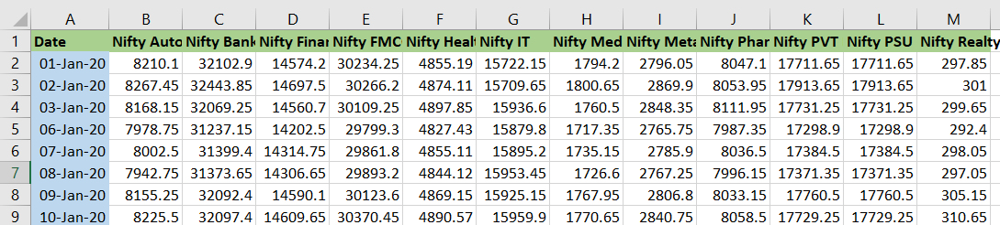 A B C D E F G H I J K L M
1 Date Nifty Auto Nifty Bank Nifty Finan Nifty FMC Nifty Healt Nifty IT Nifty Med Nifty Meta Nifty Phar Nifty PVT Nifty PSU Nifty Realty
2 01-Jan-20 8210.1 32102.9 14574.2 30234.25 4855.19 15722.15 1794.2 2796.05 8047.1 17711.65 17711.65 297.85
3 02-Jan-20 8267.45 32443.85 14697.5 30266.2 4874.11 15709.65 1800.65 2869.9 8053.95 17913.65 17913.65 301
4 03-Jan-20 8168.15 32069.25 14560.7 30109.25 4897.85 15936.6 1760.5 2848.35 8111.95 17731.25 17731.25 299.65
5 06-Jan-20 7978.75 31237.15 14202.5 29799.3 4827.43 15879.8 1717.35 2765.75 7987.35 17298.9 17298.9 292.4
6 07-Jan-20 8002.5 31399.4 14314.75 29861.8 4855.11 15895.2 1735.15 2785.9 8036.5 17384.5 17384.5 298.05
7 08-Jan-20 7942.75 31373.65 14306.65 29893.2 4844.12 15953.45 1726.6 2767.25 7996.15 17371.35 17371.35 297.05
8 09-Jan-20 8155.25 32092.4 14590.1 30123.6 4869.15 15925.15 1767.95 2806.8 8033.15 17760.5 17760.5 305.15
9 10-Jan-20 8225.5 32097.4 14609.65 30370.45 4890.57 15959.9 1770.65 2840.75 8058.5 17729.25 17729.25 310.65